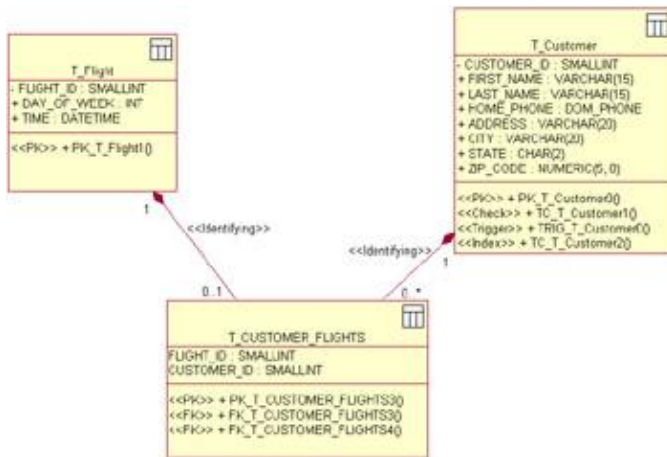 T_Flight
- FLIGHT_ID : SMALLINT
+ DAY_OF_WEEK : INT
+ TIME : DATETIME
<<PK>> + PK_T_Flight1()
T_Customer
- CUSTOMER_ID : SMALLINT
+ FIRST_NAME : VARCHAR(15)
+ LAST_NAME : VARCHAR(15)
+ HOME_PHONE : DOM_PHONE
+ ADDRESS : VARCHAR(20)
+ CITY : VARCHAR(20)
+ STATE : CHAR(2)
+ ZIP_CODE : NUMERIC(5, 0)
<<PK>> + PK_T_Customer0()
<<Check>> + TC_T_Customer1()
<<Trigger>> + TRIG_T_Customer0()
<<Index>> + TC_T_Customer2()
1
<<Identifying>>
0..1
1
<<Identifying>>
0..*
T_CUSTOMER_FLIGHTS
FLIGHT_ID : SMALLINT
CUSTOMER_ID : SMALLINT
<<PK>> + PK_T_CUSTOMER_FLIGHTS3()
<<FK>> + FK_T_CUSTOMER_FLIGHTS3()
<<FK>> + FK_T_CUSTOMER_FLIGHTS4()